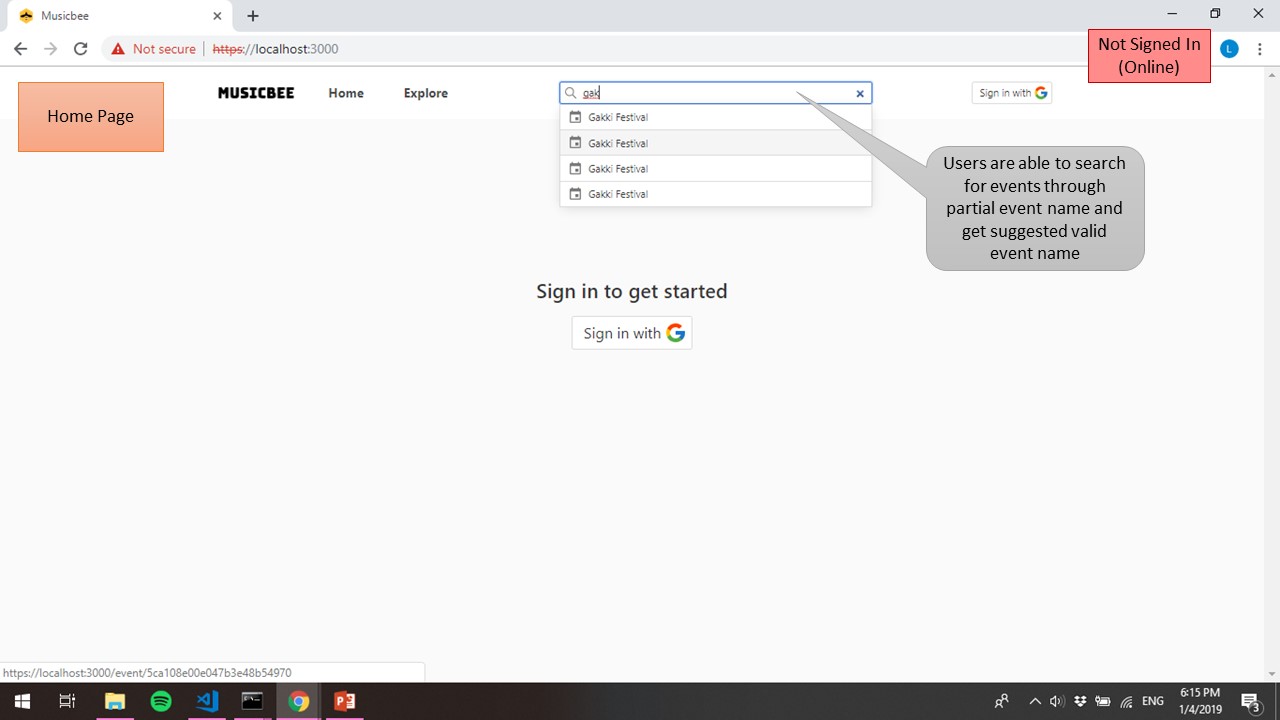 Musicbee
Not secure
https://localhost:3000
Not Signed In
(Online)
Home Page
MUSICBEE
Home
Explore
gak
Sign in with
Gakki Festival
Gakki Festival
Gakki Festival
Gakki Festival
Users are able to search
for events through
partial event name and
get suggested valid
event name
Sign in to get started
Sign in with
https://localhost:3000/event/5ca108e00e047b3e48b54970
L
ENG
6:15 PM
1/4/2019
3